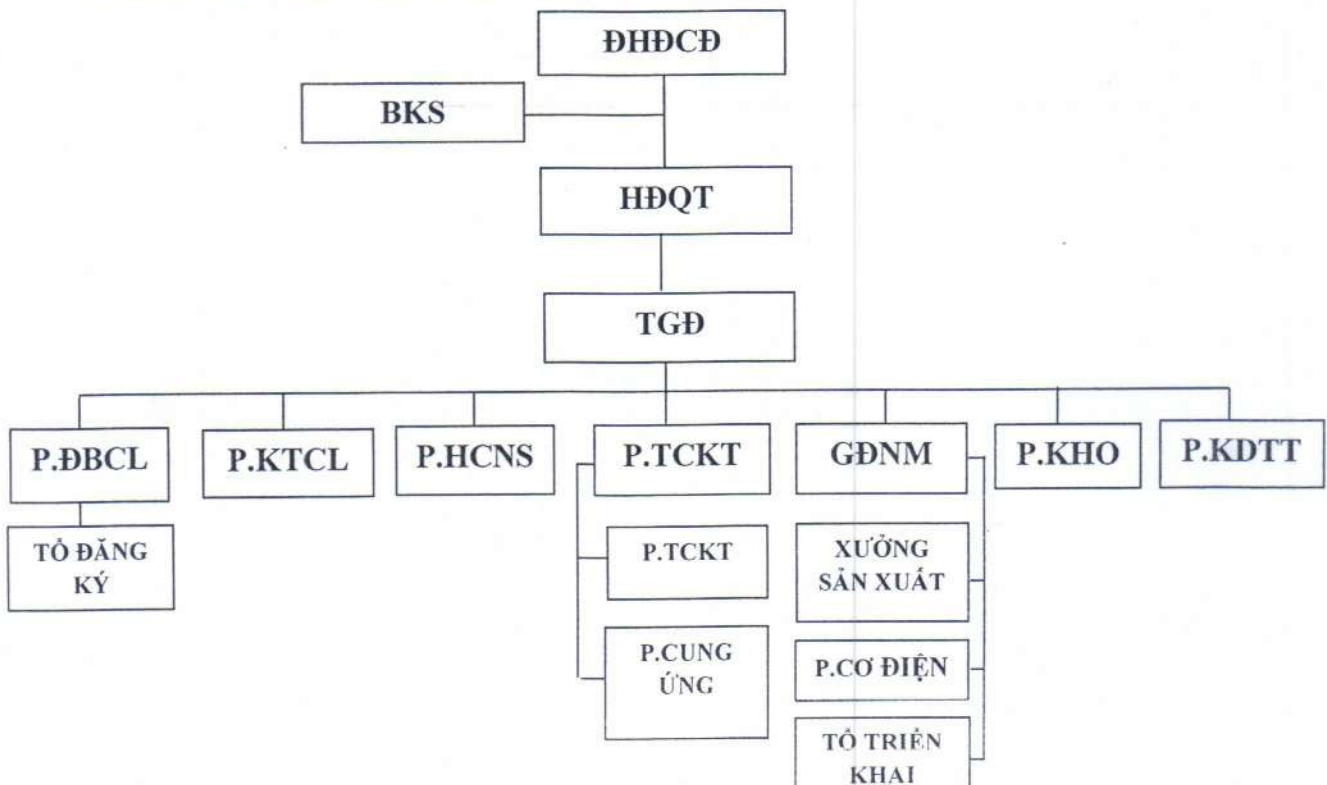 ĐHĐCĐ
BKS
HĐQT
TGĐ
P.ĐBCL
P.KTCL
P.HCNS
P.TCKT
GĐNM
P.KHO
P.KDTT
TỔ ĐĂNG
KÝ
P.TCKT
XƯỞNG
SẢN XUẤT
P.CUNG
ỨNG
P.CƠ ĐIỆN
TỔ TRIỂN
KHAI